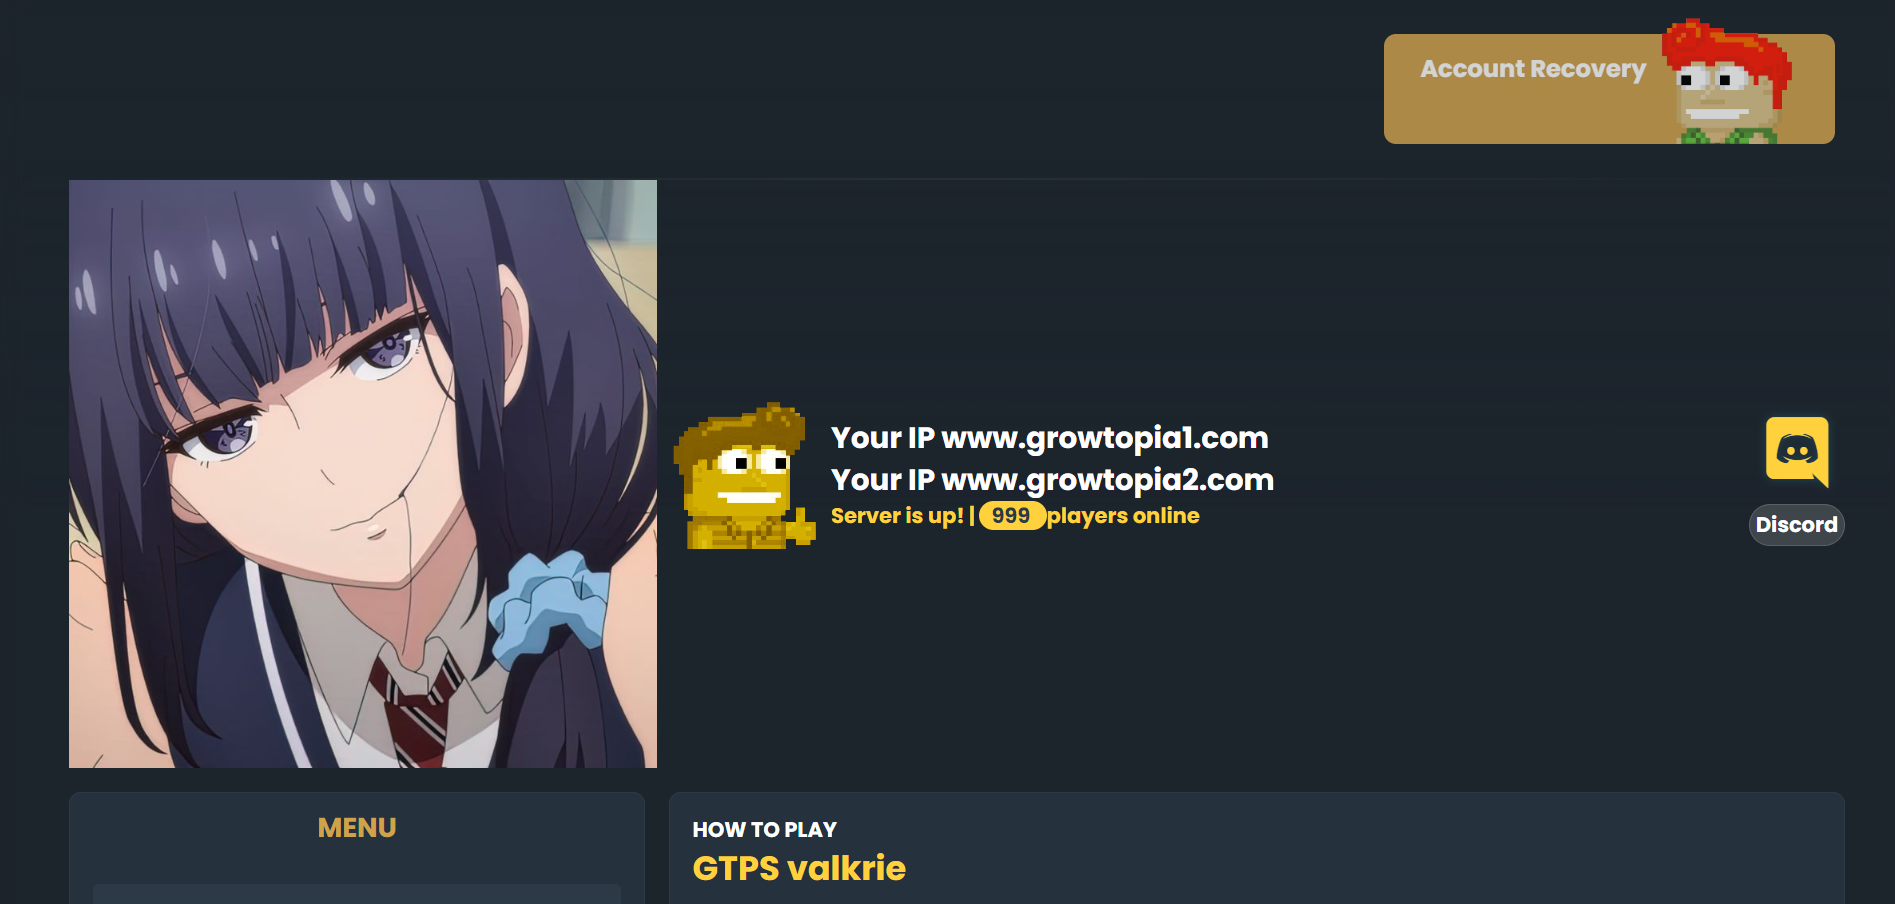 Account Recovery
Your IP www.growtopia1.com
Your IP www.growtopia2.com
Server is up! | 999 players online
Discord
MENU
HOW TO PLAY
GTPS valkrie